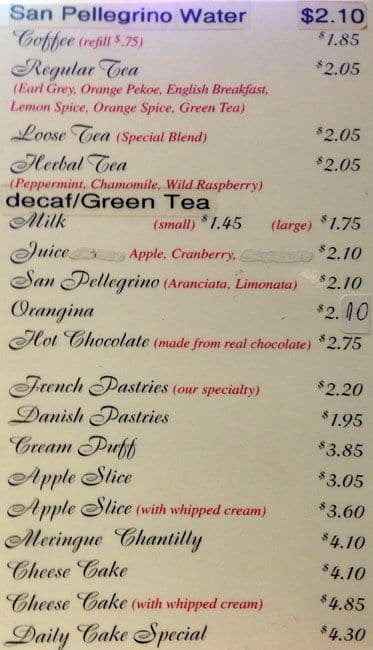 San Pellegrino Water $2.10
Coffee (refill $.75) $1.85
Regular Tea $2.05
(Earl Grey, Orange Pekoe, English Breakfast,
Lemon Spice, Orange Spice, Green Tea)
Loose Tea (Special Blend) $2.05
Herbal Tea $2.05
(Peppermint, Chamomile, Wild Raspberry)
decaf/Green Tea
Milk (small) $1.45 (large) $1.75
Juice Apple, Cranberry, $2.10
San Pellegrino (Aranciata, Limonata) $2.10
Orangina $2.10
Hot Chocolate (made from real chocolate) $2.75
French Pastries (our specialty) $2.20
Danish Pastries $1.95
Cream Puff $3.85
Apple Slice $3.05
Apple Slice (with whipped cream) $3.60
Meringue Chantilly $4.10
Cheese Cake $4.10
Cheese Cake (with whipped cream) $4.85
Daily Cake Special $4.30